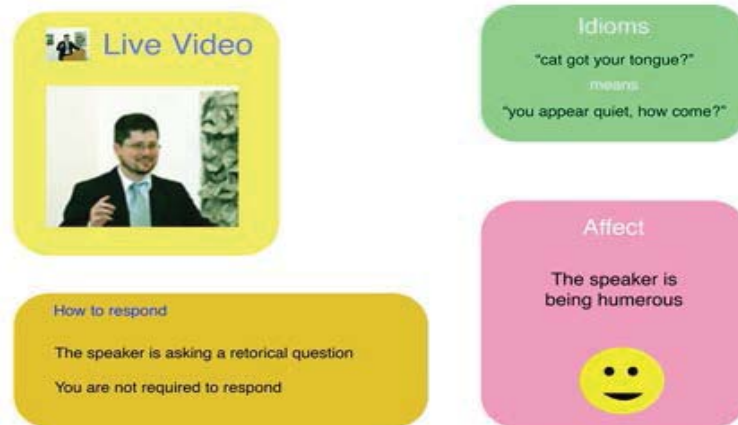 Live Video
Idioms
“cat got your tongue?”
means
“you appear quiet, how come?”
Affect
The speaker is
being humerous
How to respond
The speaker is asking a retorical question
You are not required to respond